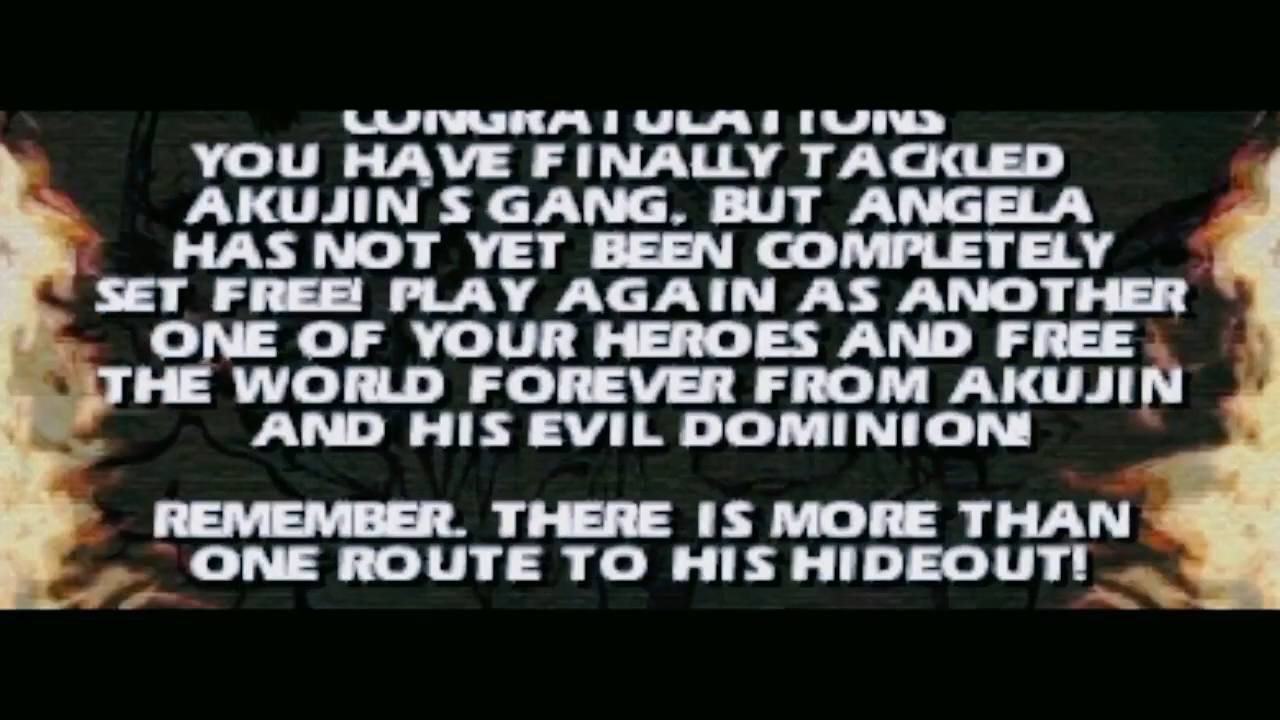 CONGRATULATIONS
YOU HAVE FINALLY TACKLED
AKUJIN'S GANG. BUT ANGELA
HAS NOT YET BEEN COMPLETELY
SET FREE! PLAY AGAIN AS ANOTHER
ONE OF YOUR HEROES AND FREE
THE WORLD FOREVER FROM AKUJIN
AND HIS EVIL DOMINION!
REMEMBER. THERE IS MORE THAN
ONE ROUTE TO HIS HIDEOUT!